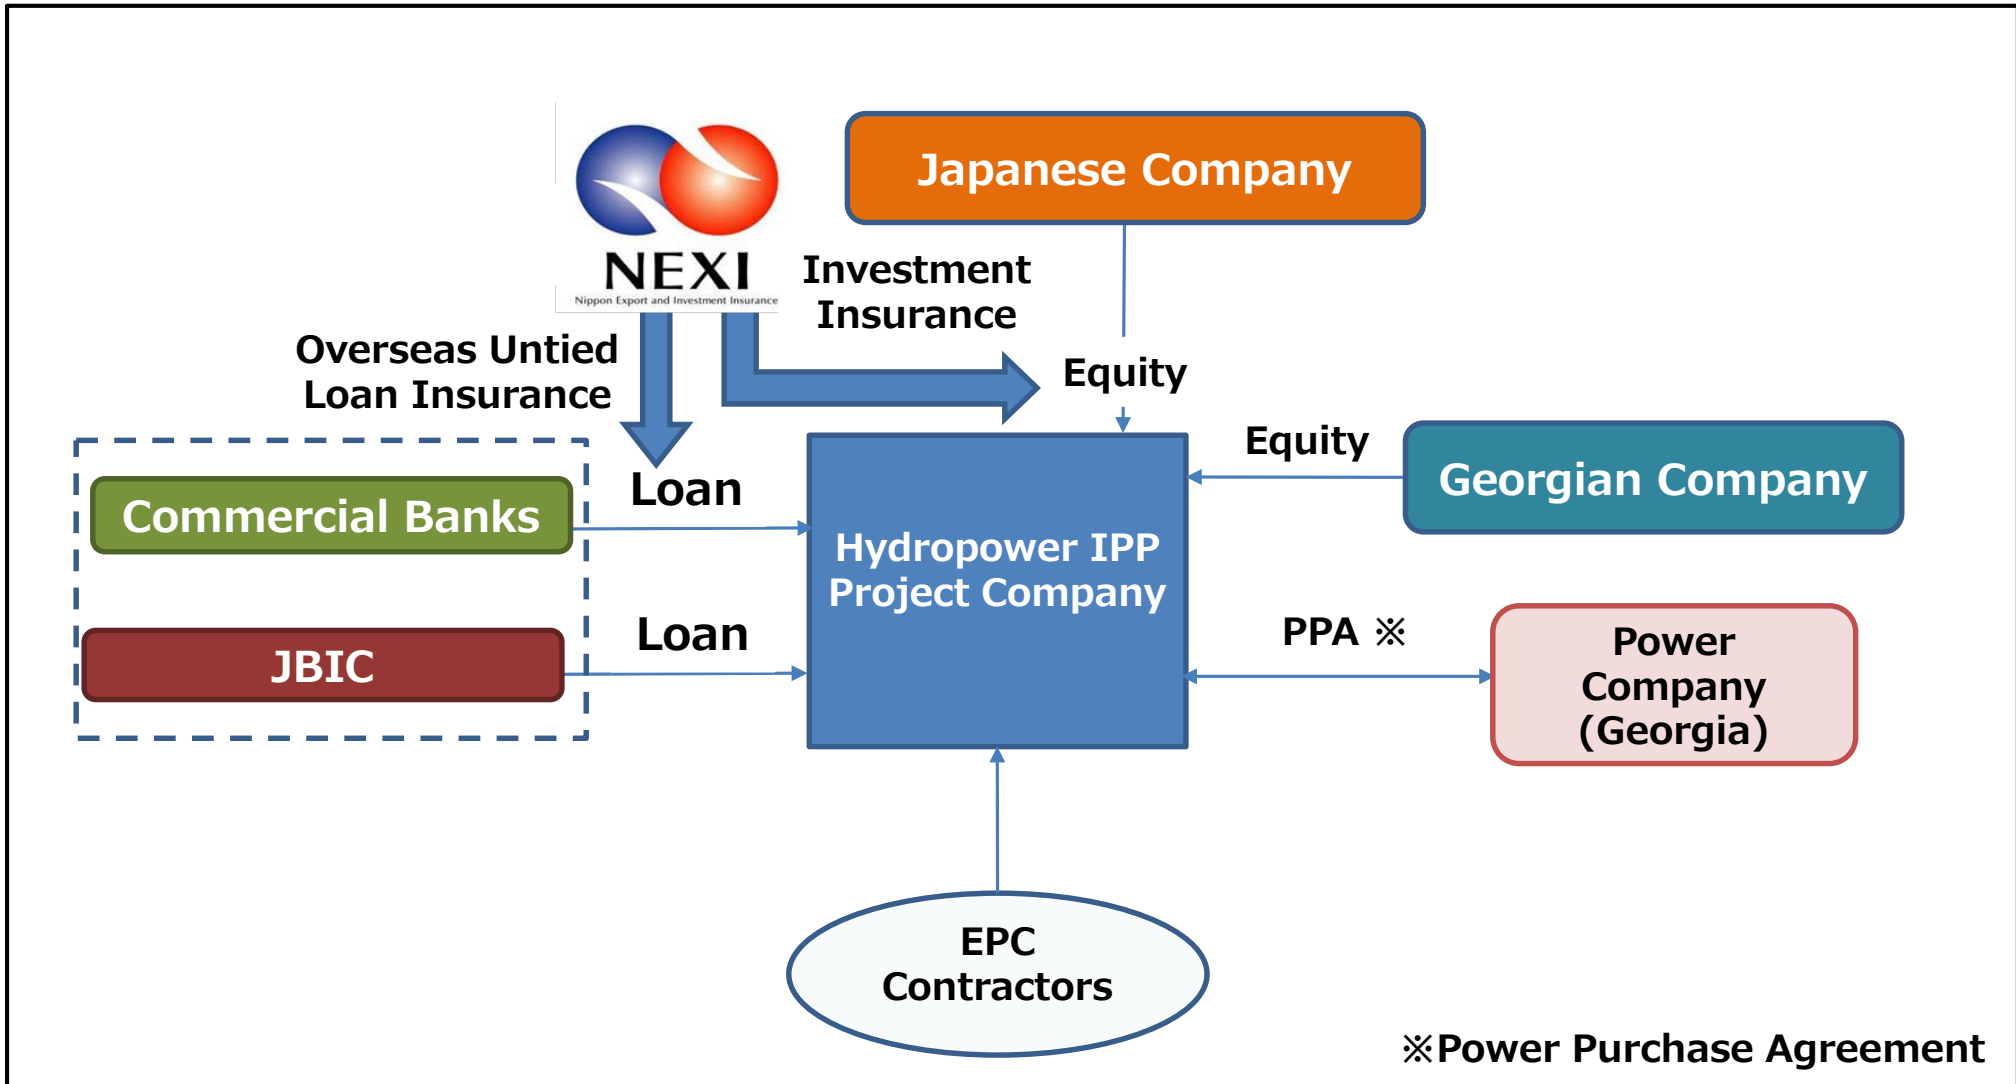 Japanese Company
NEXI
Nippon Export and Investment Insurance
Investment
Insurance
Overseas Untied
Loan Insurance
Equity
Equity
Georgian Company
Commercial Banks
Loan
Hydropower IPP
Project Company
JBIC
Loan
PPA ※
Power
Company
(Georgia)
EPC
Contractors
※Power Purchase Agreement